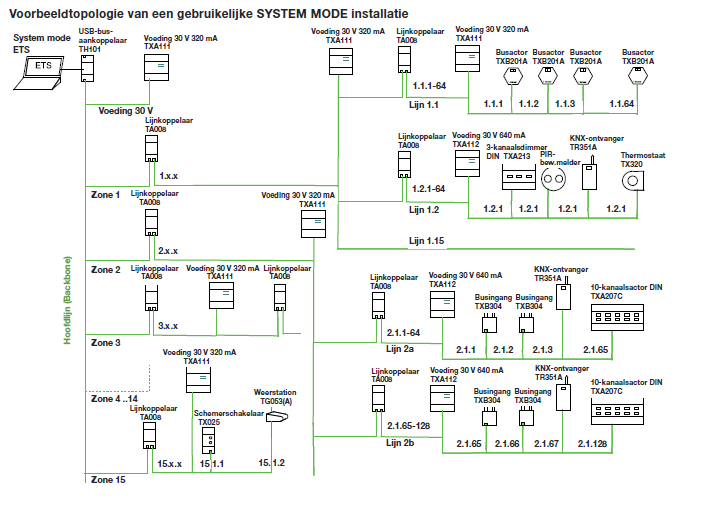 Voorbeeldtopologie van een gebruikelijke SYSTEM MODE installatie
System mode
ETS
ETS
USB-bus-
aankoppelaar
TH101
Voeding 30 V 320 mA
TXA111
Voeding 30 V
Lijnkoppelaar
TA008
1.x.x
Zone 1
Lijnkoppelaar
TA008
2.x.x
Zone 2
Lijnkoppelaar
TA008
Voeding 30 V 320 mA
TXA111
Lijnkoppelaar
TA008
3.x.x
Zone 3
Voeding 30 V 320 mA
TXA111
Zone 4 ..14
Lijnkoppelaar
TA008
Schemerschakelaar
TX025
Weerstation
TG053(A)
15.x.x
15.1.1
15.1.2
Zone 15
Hoofdlijn (Backbone)
Voeding 30 V 320 mA
TXA111
Lijnkoppelaar
TA008
Voeding 30 V 320 mA
TXA111
Busactor
TXB201A
Busactor
TXB201A
Busactor
TXB201A
Busactor
TXB201A
1.1.1-64
Lijn 1.1
1.1.1
1.1.2
1.1.3
1.1.64
Lijnkoppelaar
TA008
Voeding 30 V 640 mA
TXA112
3-kanaalsdimmer
DIN TXA213
PIR-
bew.melder
KNX-ontvanger
TR351A
Thermostaat
TX320
1.2.1-64
Lijn 1.2
1.2.1
1.2.1
1.2.1
1.2.1
Lijn 1.15
Voeding 30 V 320 mA
TXA111
Lijnkoppelaar
TA008
Voeding 30 V 640 mA
TXA112
Busingang
TXB304
Busingang
TXB304
KNX-ontvanger
TR351A
10-kanaalsactor DIN
TXA207C
2.1.1-64
Lijn 2a
2.1.1
2.1.2
2.1.3
2.1.65
Lijnkoppelaar
TA008
Voeding 30 V 640 mA
TXA112
Busingang
TXB304
Busingang
TXB304
KNX-ontvanger
TR351A
10-kanaalsactor DIN
TXA207C
2.1.65-128
Lijn 2b
2.1.65
2.1.66
2.1.67
2.1.128